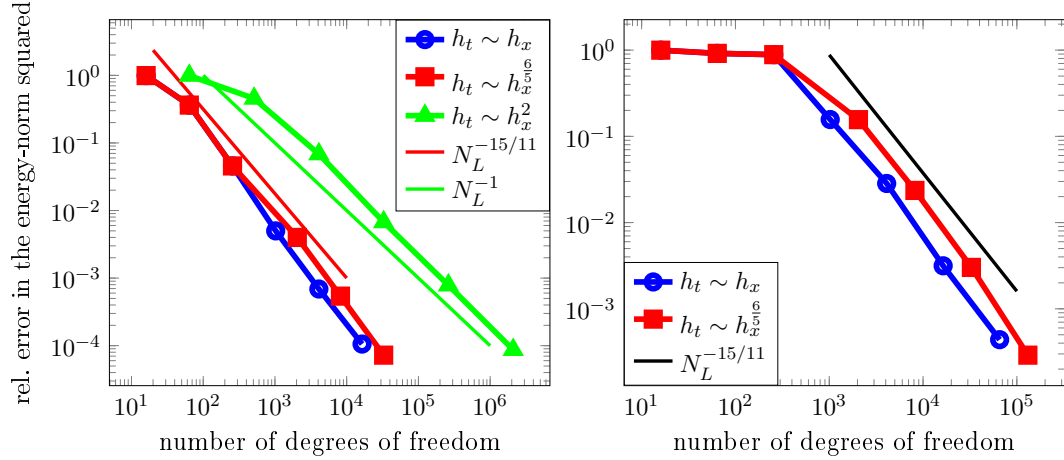 rel. error in the energy-norm squared
10^0
10^{-1}
10^{-2}
10^{-3}
10^{-4}
10^1 10^2 10^3 10^4 10^5 10^6
number of degrees of freedom
h_t ∼ h_x
h_t ∼ h_x^{6/5}
h_t ∼ h_x^2
N_L^{-15/11}
N_L^{-1}
10^0
10^{-1}
10^{-2}
10^{-3}
10^1 10^2 10^3 10^4 10^5
number of degrees of freedom
h_t ∼ h_x
h_t ∼ h_x^{6/5}
N_L^{-15/11}